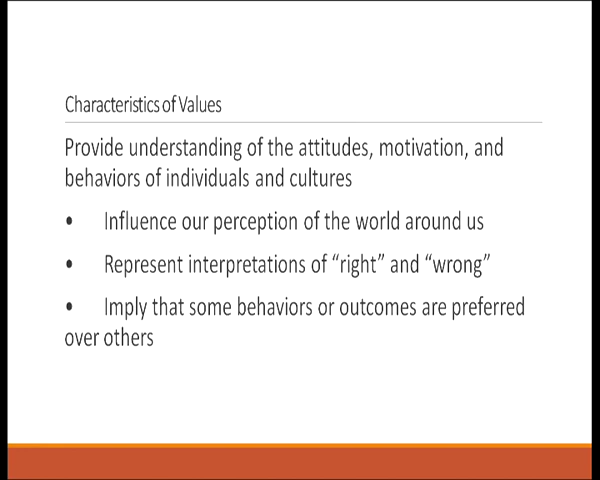 Characteristics of Values
Provide understanding of the attitudes, motivation, and
behaviors of individuals and cultures
• Influence our perception of the world around us
• Represent interpretations of “right” and “wrong”
• Imply that some behaviors or outcomes are preferred
over others